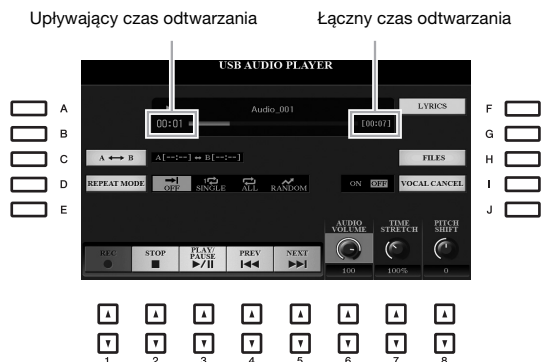 Upływający czas odtwarzania
Łączny czas odtwarzania
USB AUDIO PLAYER
Audio_001
LYRICS
00:01
[00:07]
A
B
C
D
E
F
G
H
I
J
A ⟷ B
A[--:--] ↔ B[--:--]
FILES
REPEAT MODE
OFF
SINGLE
ALL
RANDOM
ON
OFF
VOCAL CANCEL
AUDIO
VOLUME
TIME
STRETCH
PITCH
SHIFT
REC
STOP
PLAY/
PAUSE
PREV
NEXT
100
100%
0
1
2
3
4
5
6
7
8